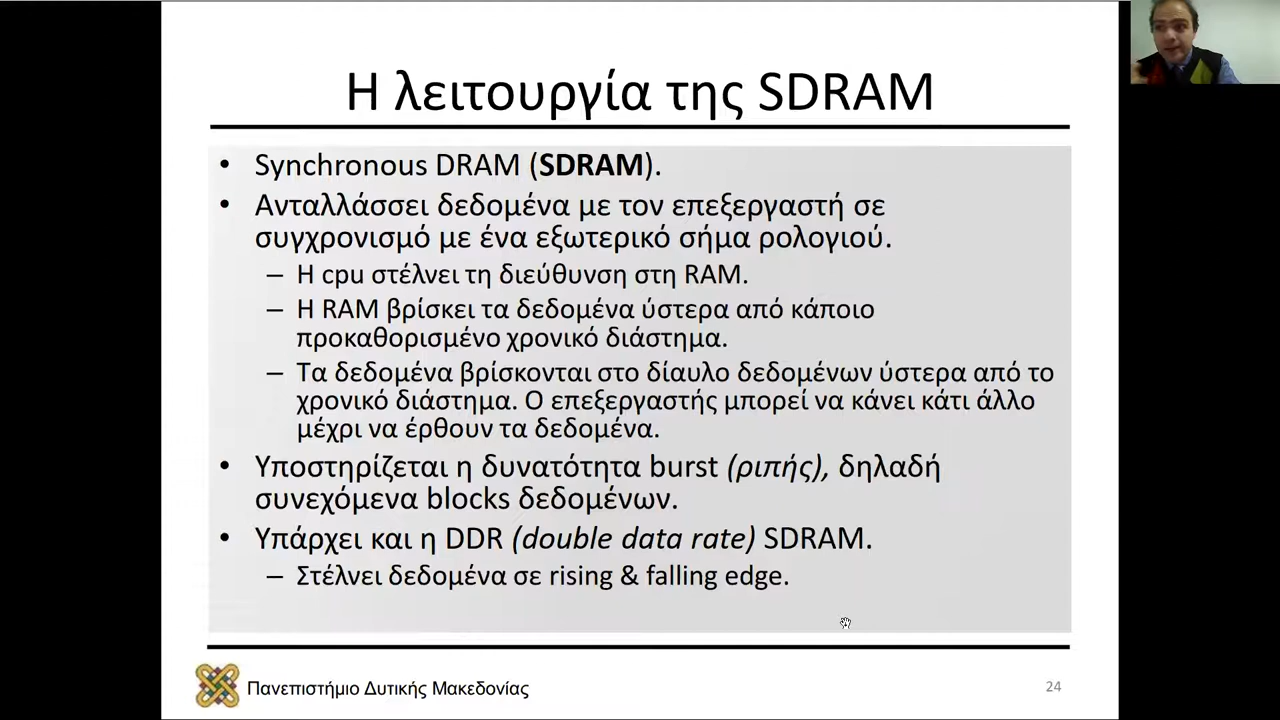 Η λειτουργία της SDRAM
• Synchronous DRAM (SDRAM).
• Ανταλλάσσει δεδομένα με τον επεξεργαστή σε
συγχρονισμό με ένα εξωτερικό σήμα ρολογιού.
– Η cpu στέλνει τη διεύθυνση στη RAM.
– Η RAM βρίσκει τα δεδομένα ύστερα από κάποιο
προκαθορισμένο χρονικό διάστημα.
– Τα δεδομένα βρίσκονται στο δίαυλο δεδομένων ύστερα από το
χρονικό διάστημα. Ο επεξεργαστής μπορεί να κάνει κάτι άλλο
μέχρι να έρθουν τα δεδομένα.
• Υποστηρίζεται η δυνατότητα burst (ριπής), δηλαδή
συνεχόμενα blocks δεδομένων.
• Υπάρχει και η DDR (double data rate) SDRAM.
– Στέλνει δεδομένα σε rising & falling edge.
Πανεπιστήμιο Δυτικής Μακεδονίας
24